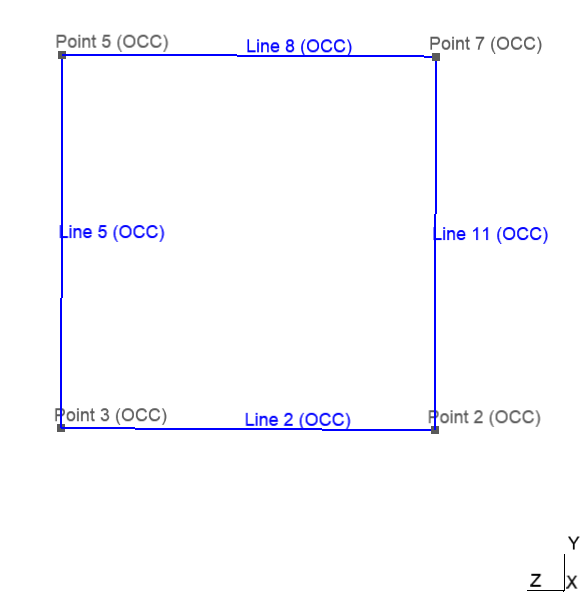 Point 5 (OCC)
Line 8 (OCC)
Point 7 (OCC)
Line 5 (OCC)
Line 11 (OCC)
Point 3 (OCC)
Line 2 (OCC)
Point 2 (OCC)
Y
Z
X